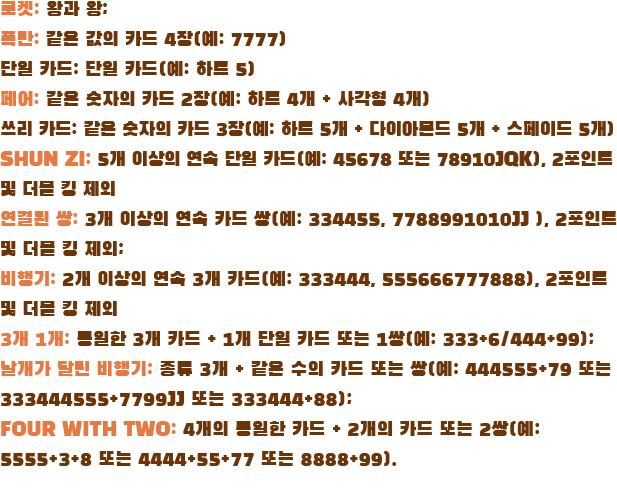 로켓: 왕과 왕;
폭탄: 같은 값의 카드 4장(예: 7777)
단일 카드: 단일 카드(예: 하트 5)
페어: 같은 숫자의 카드 2장(예: 하트 4개 + 사각형 4개)
쓰리 카드: 같은 숫자의 카드 3장(예: 하트 5개 + 다이아몬드 5개 + 스페이드 5개)
SHUN ZI: 5개 이상의 연속 단일 카드(예: 45678 또는 78910JQK), 2포인트
및 더블 킹 제외
연결된 쌍: 3개 이상의 연속 카드 쌍(예: 334455, 7788991010JJ ), 2포인트
및 더블 킹 제외;
비행기: 2개 이상의 연속 3개 카드(예: 333444, 555666777888), 2포인트
및 더블 킹 제외
3개 1개: 동일한 3개 카드 + 1개 단일 카드 또는 1쌍(예: 333+6/444+99);
날개가 달린 비행기: 종류 3개 + 같은 수의 카드 또는 쌍(예: 444555+79 또는
333444555+7799JJ 또는 333444+88);
FOUR WITH TWO: 4개의 동일한 카드 + 2개의 카드 또는 2쌍(예:
5555+3+8 또는 4444+55+77 또는 8888+99).